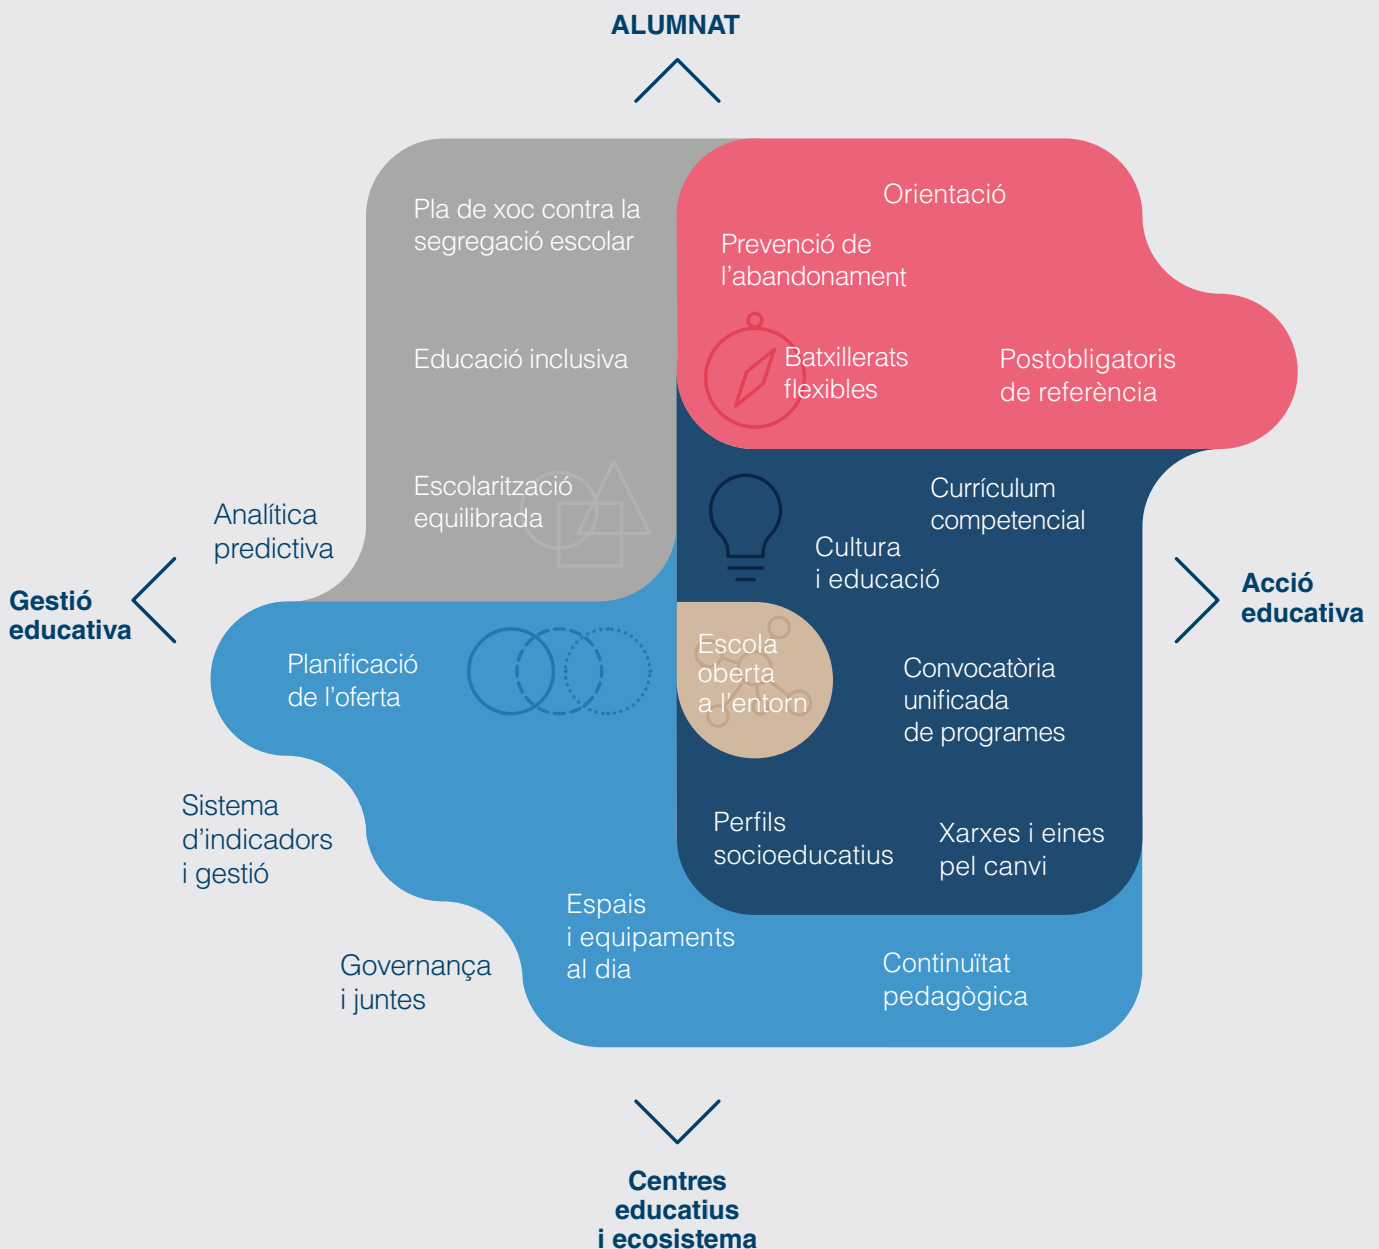 ALUMNAT
Pla de xoc contra la
segregació escolar
Orientació
Prevenció de
l’abandonament
Educació inclusiva
Batxillerats
flexibles
Postobligatoris
de referència
Escolarització
equilibrada
Currículum
competencial
Analítica
predictiva
Cultura
i educació
Gestió
educativa
Acció
educativa
Planificació
de l’oferta
Escola
oberta
a l’entorn
Convocatòria
unificada
de programes
Sistema
d’indicadors
i gestió
Perfils
socioeducatius
Xarxes i eines
pel canvi
Espais
i equipaments
al dia
Governança
i juntes
Continuïtat
pedagògica
Centres
educatius
i ecosistema